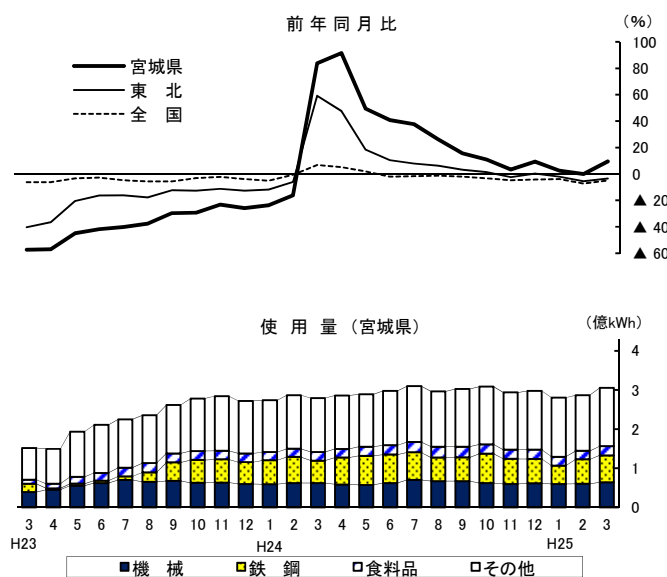 前年同月比
(%)
宮城県
東 北
全 国
100
80
60
40
20
0
▲ 20
▲ 40
▲ 60
使 用 量 (宮城県)
(億kWh)
4
3
2
1
0
3 4 5 6 7 8 9 10 11 12 1 2 3 4 5 6 7 8 9 10 11 12 1 2 3
H23 H24 H25
機 械 鉄 鋼 食料品 その他